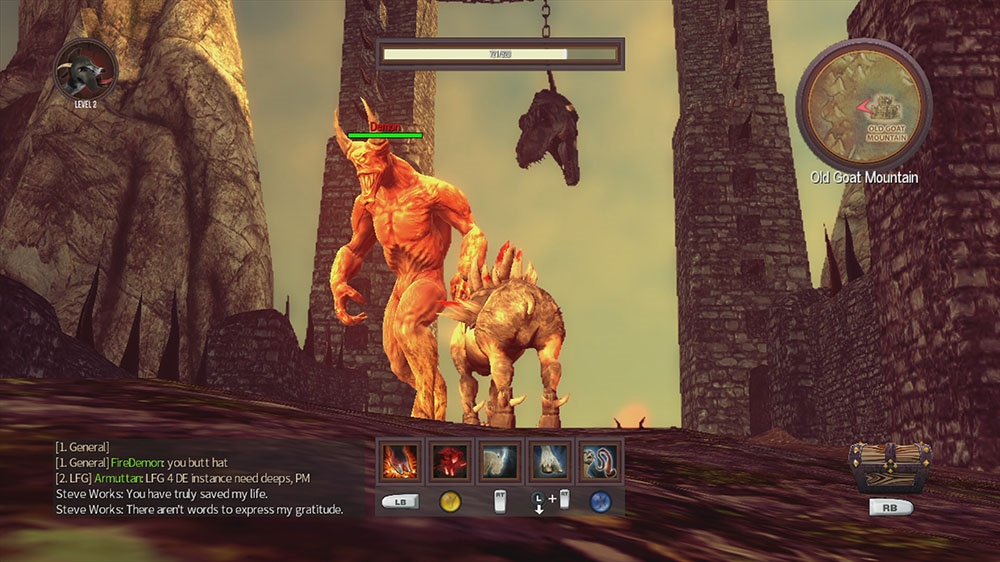 Demon
LEVEL 2
OLD GOAT
MOUNTAIN
Old Goat Mountain
[1. General]
[1. General] FireDemon: you butt hat
[2. LFG] Armuttan: LFG 4 DE instance need deeps, PM
Steve Works: You have truly saved my life.
Steve Works: There aren't words to express my gratitude.
LB
Y
RT
L + RT
X
RB